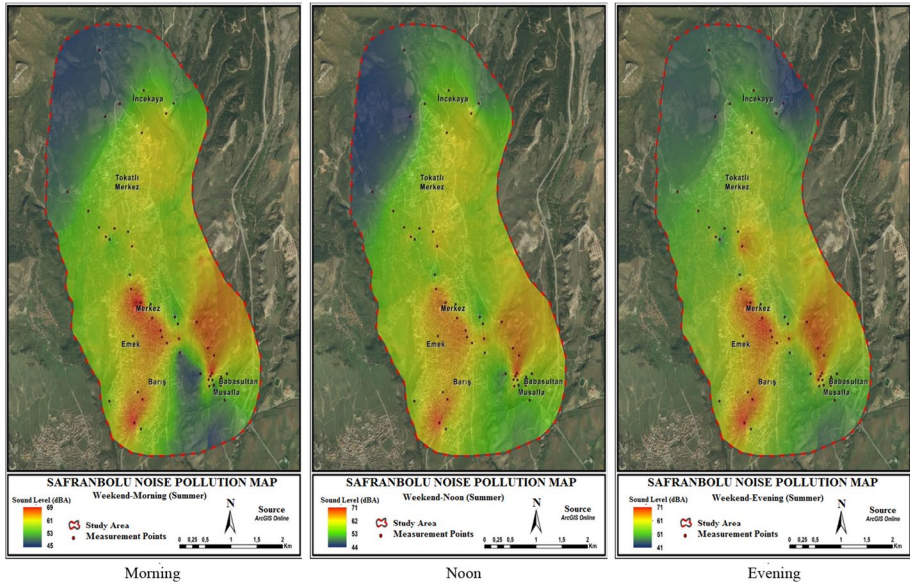 İncekaya
Tokatlı
Merkez
Merkez
Emek
Barış
Babasultan
Musalla
SAFRANBOLU NOISE POLLUTION MAP
Weekend-Morning (Summer)
Sound Level (dBA)
69
61
53
45
Study Area
Measurement Points
N
Source
ArcGIS Online
0 0,25 0,5 1 2
Km
Morning
İncekaya
Tokatlı
Merkez
Merkez
Emek
Barış
Babasultan
Musalla
SAFRANBOLU NOISE POLLUTION MAP
Weekend-Noon (Summer)
Sound Level (dBA)
71
62
53
44
Study Area
Measurement Points
N
Source
ArcGIS Online
0 0,25 0,5 1 2
Km
Noon
İncekaya
Tokatlı
Merkez
Merkez
Emek
Barış
Babasultan
Musalla
SAFRANBOLU NOISE POLLUTION MAP
Weekend-Evening (Summer)
Sound Level (dBA)
71
61
51
41
Study Area
Measurement Points
N
Source
ArcGIS Online
0 0,25 0,5 1 2
Km
Evening